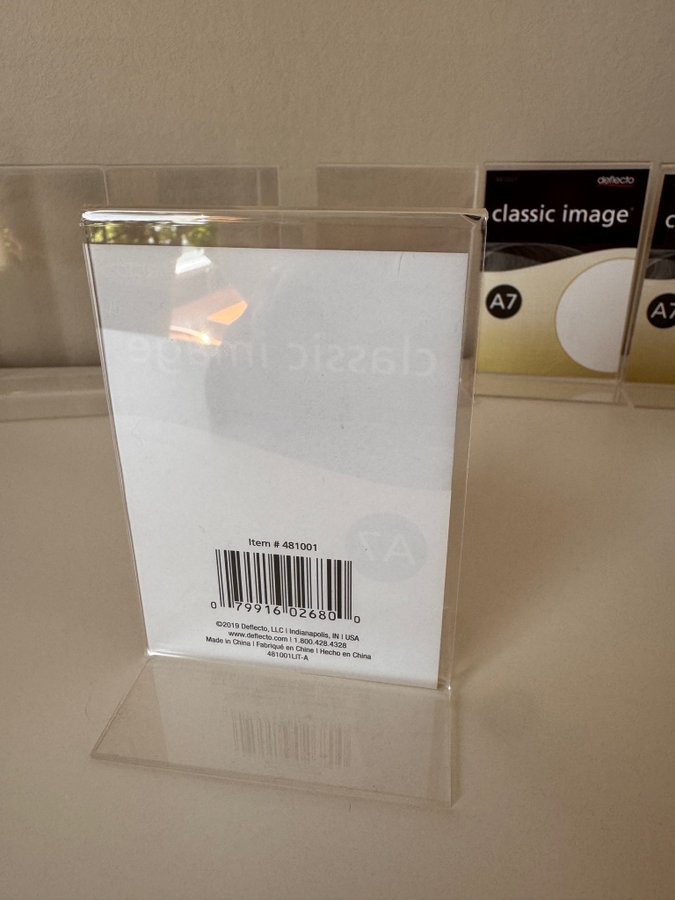 deflecto
classic image
A7
A7
classic image
A7
Item # 481001
0 79916 02680 0
©2019 Deflecto, LLC | Indianapolis, IN | USA
www.deflecto.com | 1.800.428.4328
Made in China | Fabriqué en Chine | Hecho en China
481001LIT-A